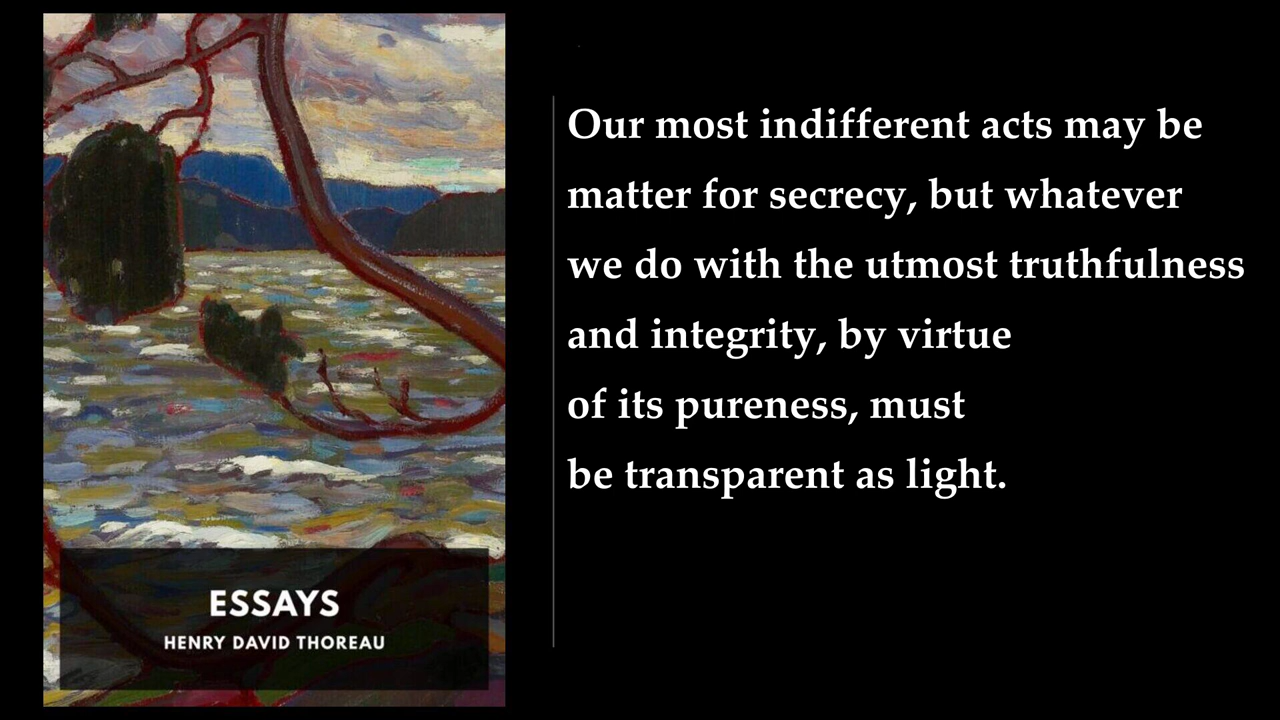 ESSAYS
HENRY DAVID THOREAU
Our most indifferent acts may be
matter for secrecy, but whatever
we do with the utmost truthfulness
and integrity, by virtue
of its pureness, must
be transparent as light.